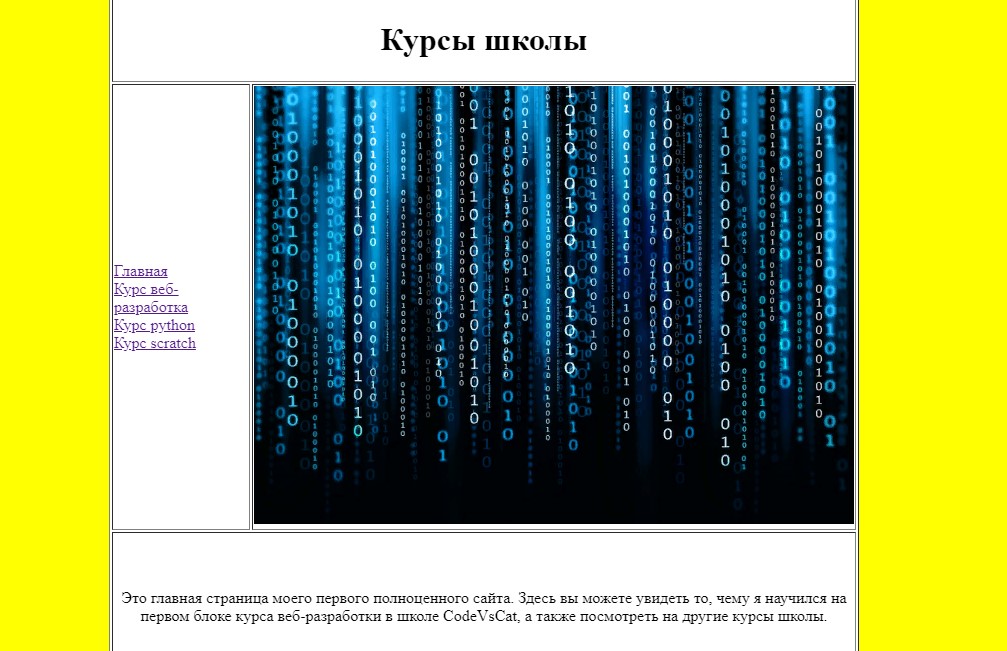 Курсы школы
Главная
Курс веб-
разработка
Курс python
Курс scratch
Это главная страница моего первого полноценного сайта. Здесь вы можете увидеть то, чему я научился на
первом блоке курса веб-разработки в школе CodeVsCat, а также посмотреть на другие курсы школы.